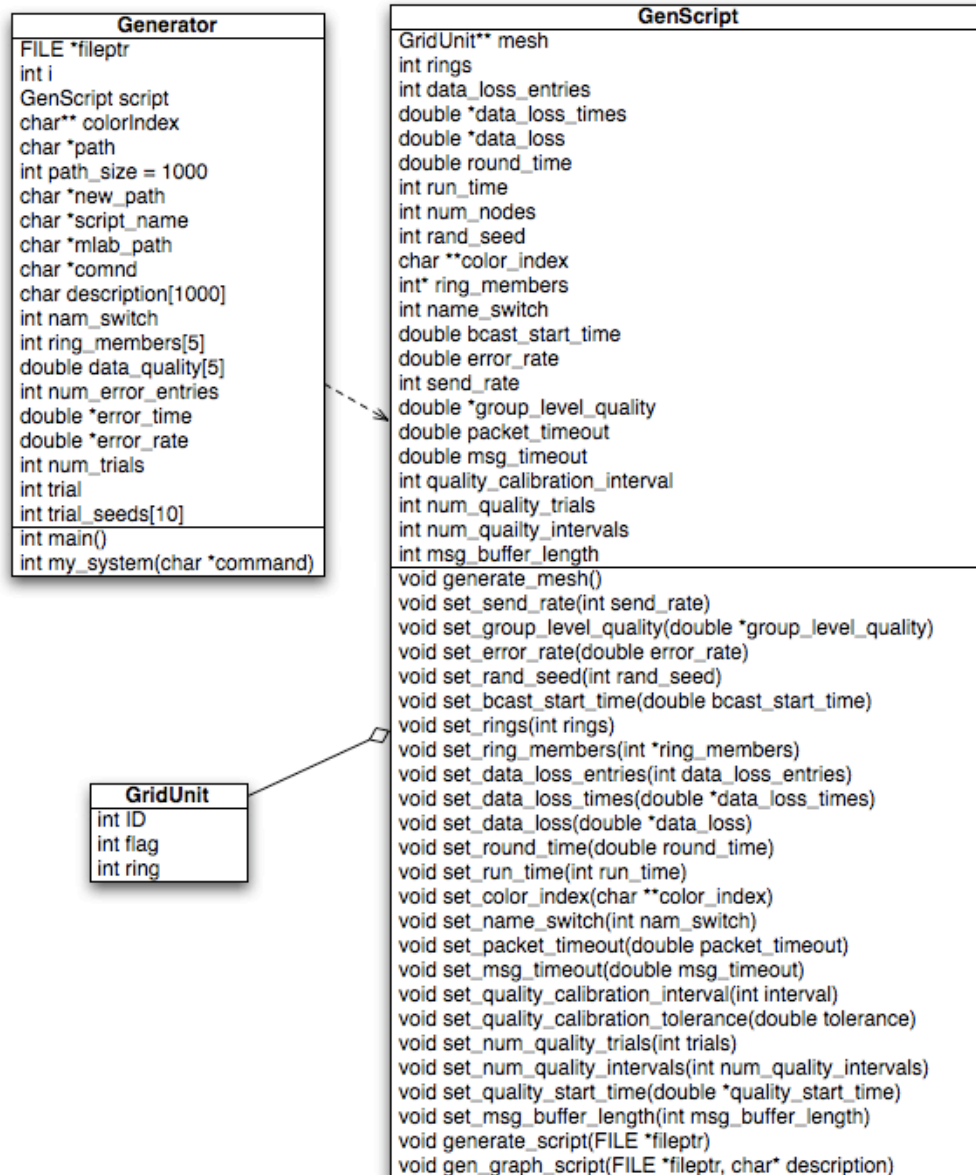 Generator
FILE *fileptr
int i
GenScript script
char** colorIndex
char *path
int path_size = 1000
char *new_path
char *script_name
char *mlab_path
char *comnd
char description[1000]
int nam_switch
int ring_members[5]
double data_quality[5]
int num_error_entries
double *error_time
double *error_rate
int num_trials
int trial
int trial_seeds[10]
int main()
int my_system(char *command)
GenScript
GridUnit** mesh
int rings
int data_loss_entries
double *data_loss_times
double *data_loss
double round_time
int run_time
int num_nodes
int rand_seed
char **color_index
int* ring_members
int name_switch
double bcast_start_time
double error_rate
int send_rate
double *group_level_quality
double packet_timeout
double msg_timeout
int quality_calibration_interval
int num_quality_trials
int num_quailty_intervals
int msg_buffer_length
void generate_mesh()
void set_send_rate(int send_rate)
void set_group_level_quality(double *group_level_quality)
void set_error_rate(double error_rate)
void set_rand_seed(int rand_seed)
void set_bcast_start_time(double bcast_start_time)
void set_rings(int rings)
void set_ring_members(int *ring_members)
void set_data_loss_entries(int data_loss_entries)
void set_data_loss_times(double *data_loss_times)
void set_data_loss(double *data_loss)
void set_round_time(double round_time)
void set_run_time(int run_time)
void set_color_index(char **color_index)
void set_name_switch(int nam_switch)
void set_packet_timeout(double packet_timeout)
void set_msg_timeout(double msg_timeout)
void set_quality_calibration_interval(int interval)
void set_quality_calibration_tolerance(double tolerance)
void set_num_quality_trials(int trials)
void set_num_quality_intervals(int num_quality_intervals)
void set_quality_start_time(double *quality_start_time)
void set_msg_buffer_length(int msg_buffer_length)
void generate_script(FILE *fileptr)
void gen_graph_script(FILE *fileptr, char* description)
GridUnit
int ID
int flag
int ring